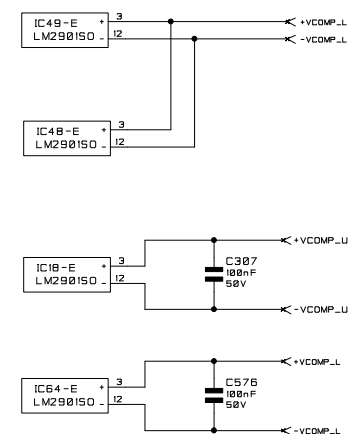 IC49-E + 3 +VCOMP_L
LM2901SO - 12 -VCOMP_L
IC48-E + 3
LM2901SO - 12
+VCOMP_U
IC18-E + 3 C307
LM2901SO - 12 100nF
50V
-VCOMP_U
+VCOMP_L
IC64-E + 3 C576
LM2901SO - 12 100nF
50V
-VCOMP_L